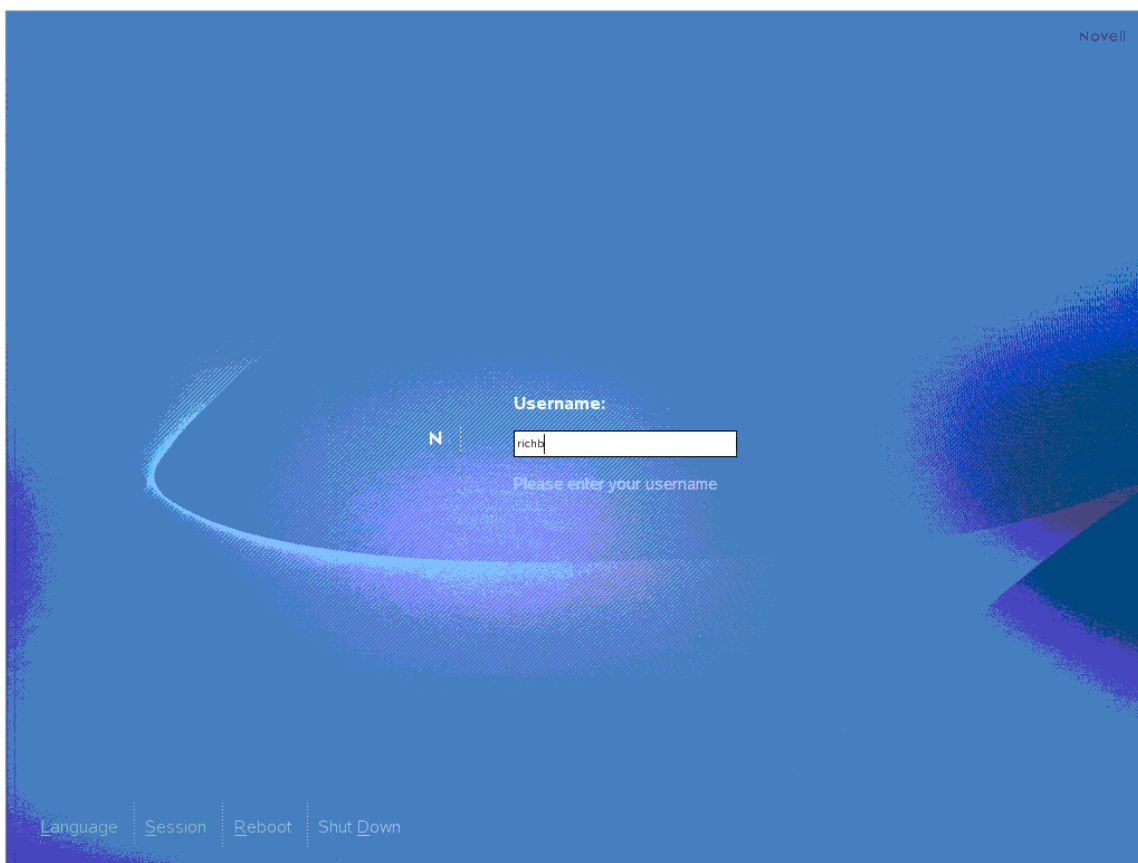 Novell
Username:
N
richb
Please enter your username
Language Session Reboot Shut Down